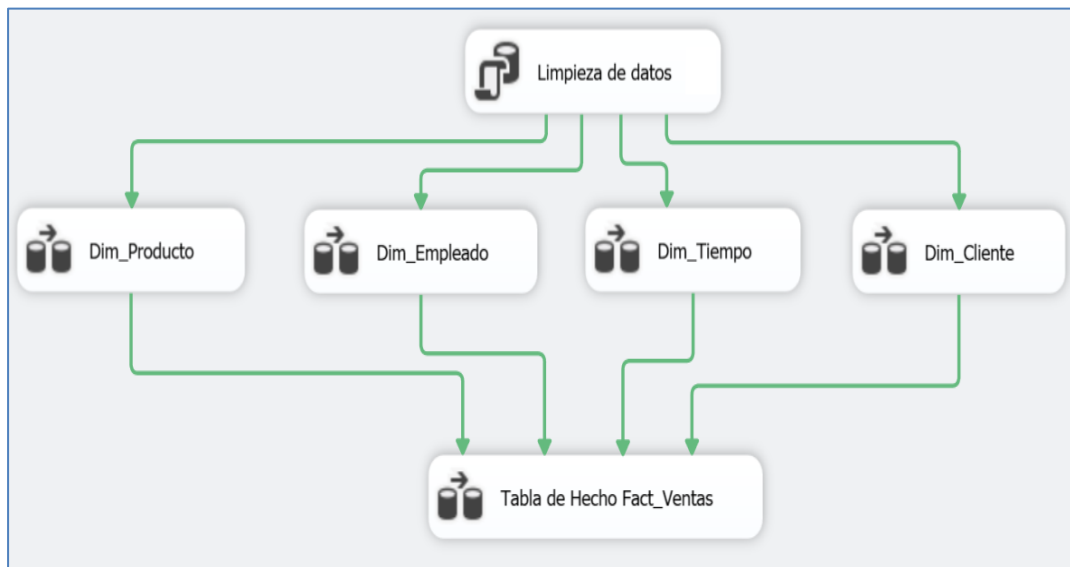 Limpieza de datos
Dim_Producto
Dim_Empleado
Dim_Tiempo
Dim_Cliente
Tabla de Hecho Fact_Ventas